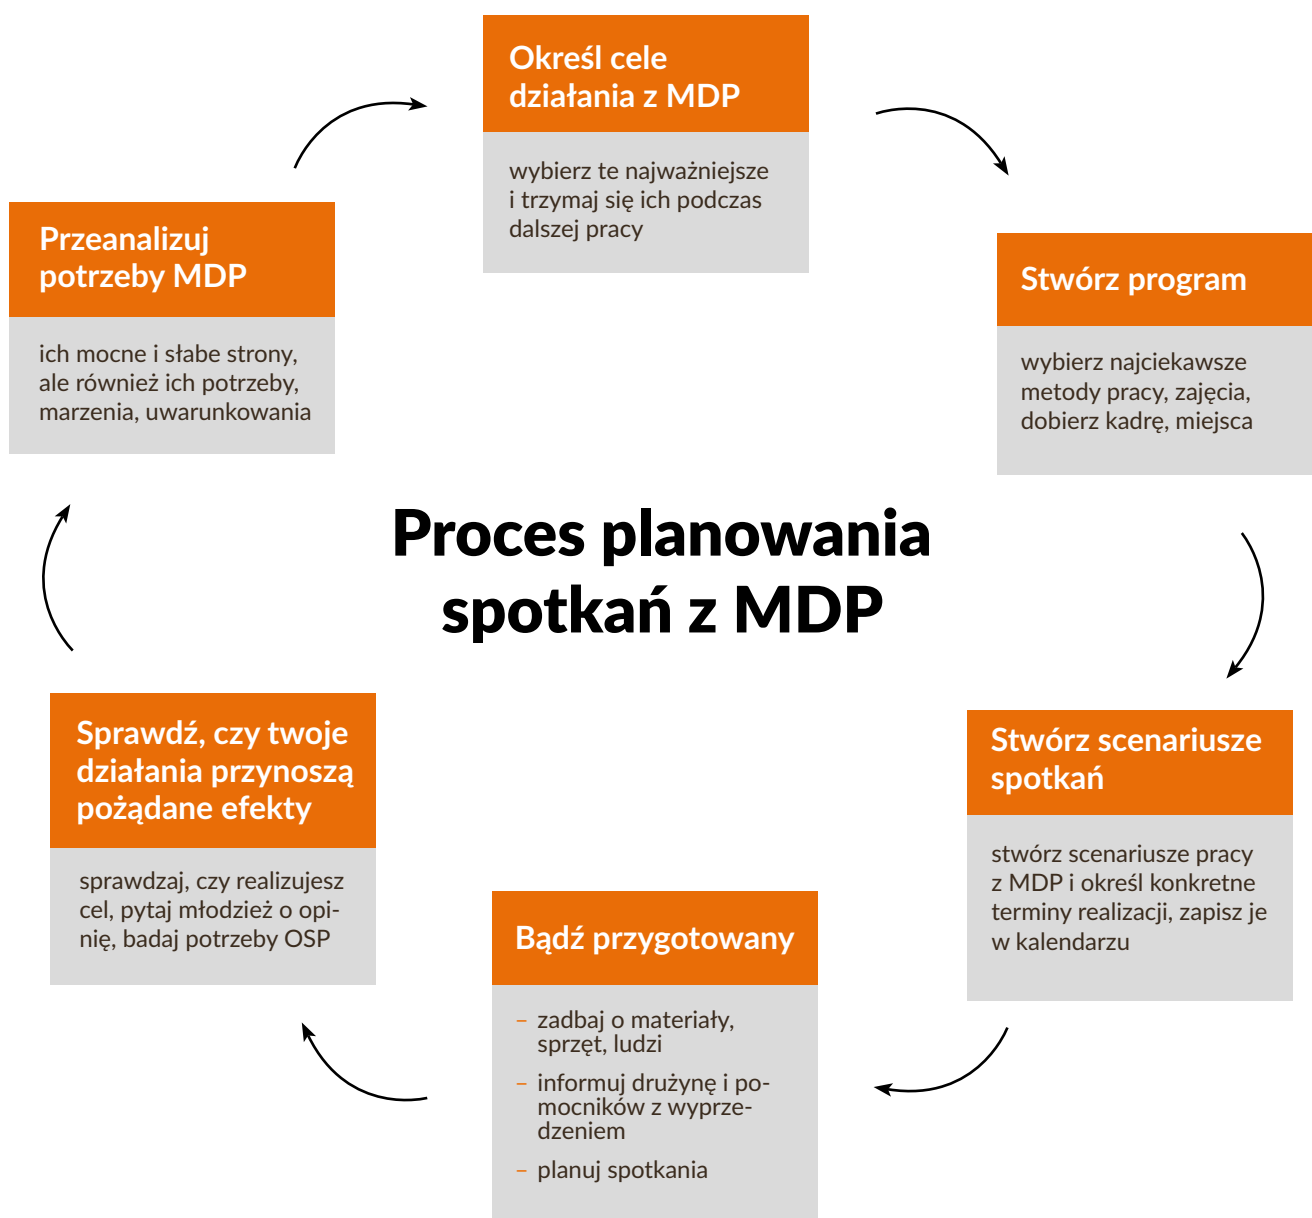 Określ cele
działania z MDP
wybierz te najważniejsze
i trzymaj się ich podczas
dalszej pracy
Stwórz program
wybierz najciekawsze
metody pracy, zajęcia,
dobierz kadrę, miejsca
Stwórz scenariusze
spotkań
stwórz scenariusze pracy
z MDP i określ konkretne
terminy realizacji, zapisz je
w kalendarzu
Bądź przygotowany
– zadbaj o materiały,
sprzęt, ludzi
– informuj drużynę i po-
mocników z wyprze-
dzeniem
– planuj spotkania
Sprawdź, czy twoje
działania przynoszą
pożądane efekty
sprawdzaj, czy realizujesz
cel, pytaj młodzież o opi-
nię, badaj potrzeby OSP
Przeanalizuj
potrzeby MDP
ich mocne i słabe strony,
ale również ich potrzeby,
marzenia, uwarunkowania
Proces planowania
spotkań z MDP